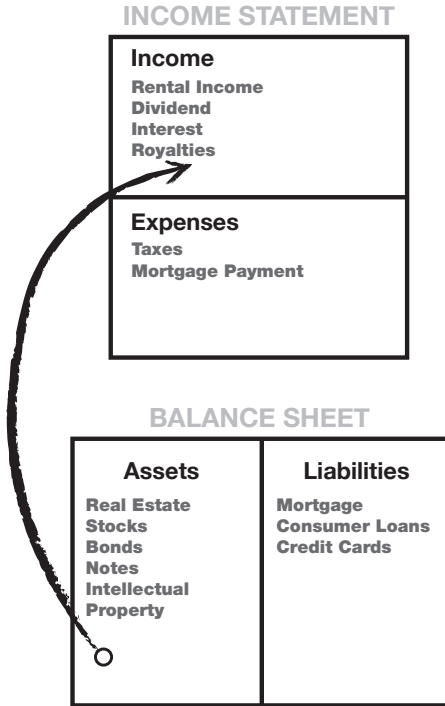 INCOME STATEMENT
Income
Rental Income
Dividend
Interest
Royalties
Expenses
Taxes
Mortgage Payment
BALANCE SHEET
Assets
Real Estate
Stocks
Bonds
Notes
Intellectual
Property
Liabilities
Mortgage
Consumer Loans
Credit Cards